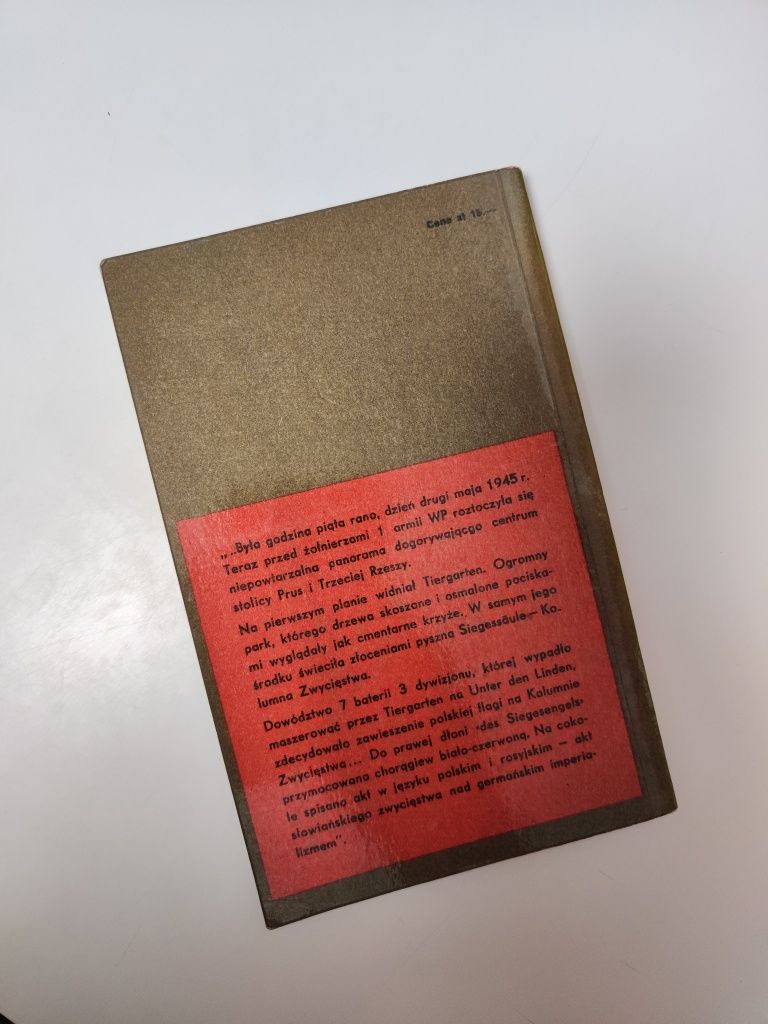 Cena zł 15.—
„...Była godzina piąta rano, dzień drugi maja 1945 r.
Teraz przed żołnierzami 1 armii WP roztoczyła się
niepowtarzalna panorama dogorywającgo centrum
stolicy Prus i Trzeciej Rzeszy.
Na pierwszym planie widniał Tiergarten. Ogromny
park, którego drzewa skoszone i osmalone pociska-
mi wyglądały jak cmentarne krzyże. W samym jego
środku świeciła złoceniami pyszna Siegessäule — Ko-
lumna Zwycięstwa.
Dowództwo 7 baterii 3 dywizjonu, której wypadło
maszerować przez Tiergarten na Unter den Linden,
zdecydowało zawieszenie polskiej flagi na Kolumnie
Zwycięstwa... Do prawej dłoni «des Siegesengels»
przymocowano chorągiew biało-czerwoną. Na coko-
le spisano akt w języku polskim i rosyjskim — akt
słowiańskiego zwycięstwa nad germańskim imperia-
lizmem”.